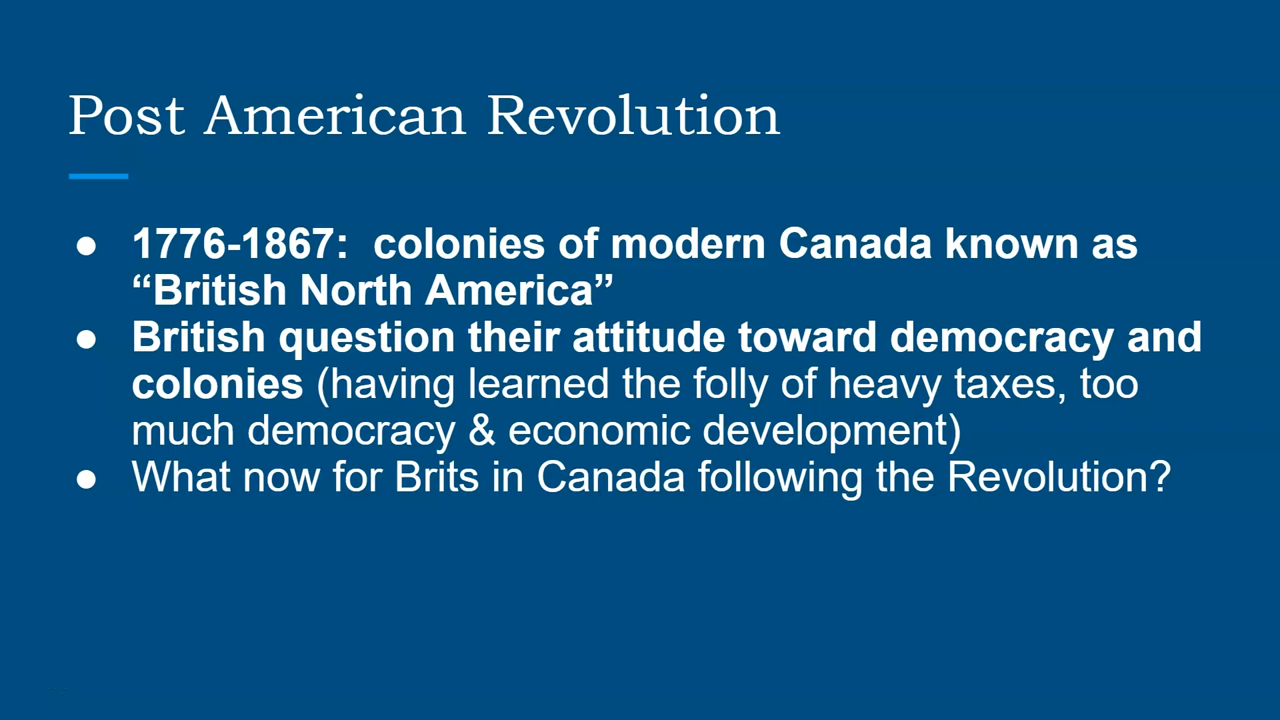 Post American Revolution
● 1776-1867:  colonies of modern Canada known as
“British North America”
● British question their attitude toward democracy and
colonies (having learned the folly of heavy taxes, too
much democracy & economic development)
● What now for Brits in Canada following the Revolution?